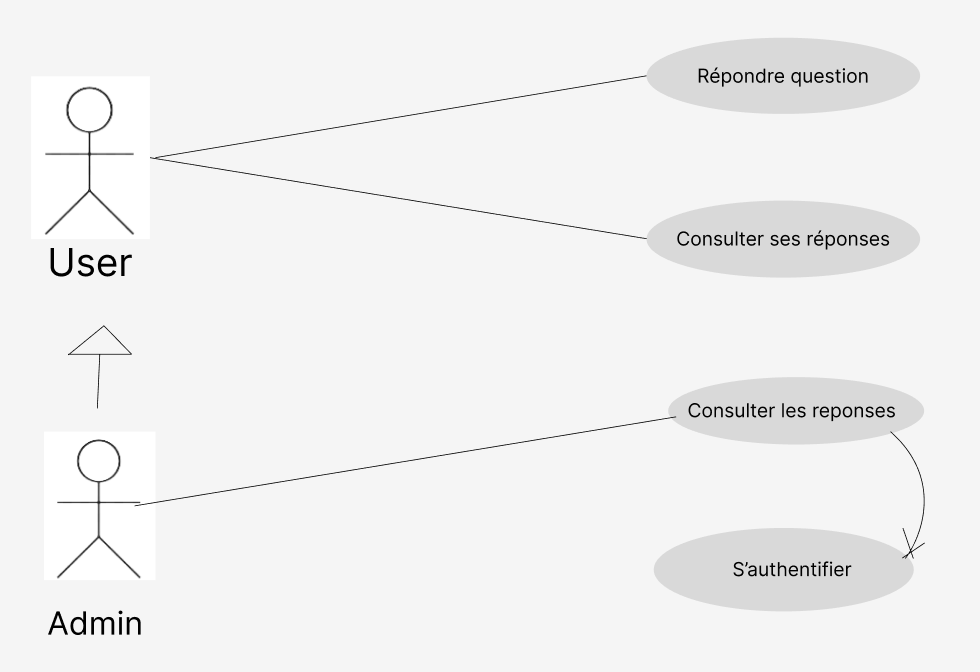 Répondre question
User
Consulter ses réponses
Consulter les reponses
S’authentifier
Admin